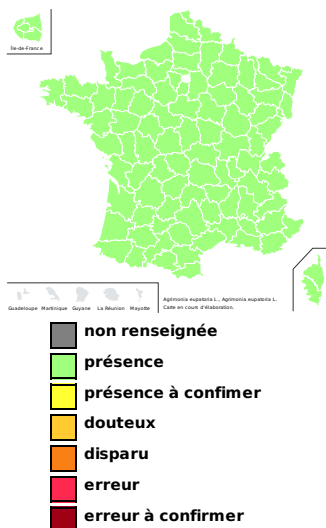 Île-de-France
Guadeloupe Martinique Guyane La Réunion Mayotte
Agrimonia eupatoria L., Agrimonia eupatoria L.
Carte en cours d'élaboration.
non renseignée
présence
présence à confimer
douteux
disparu
erreur
erreur à confirmer